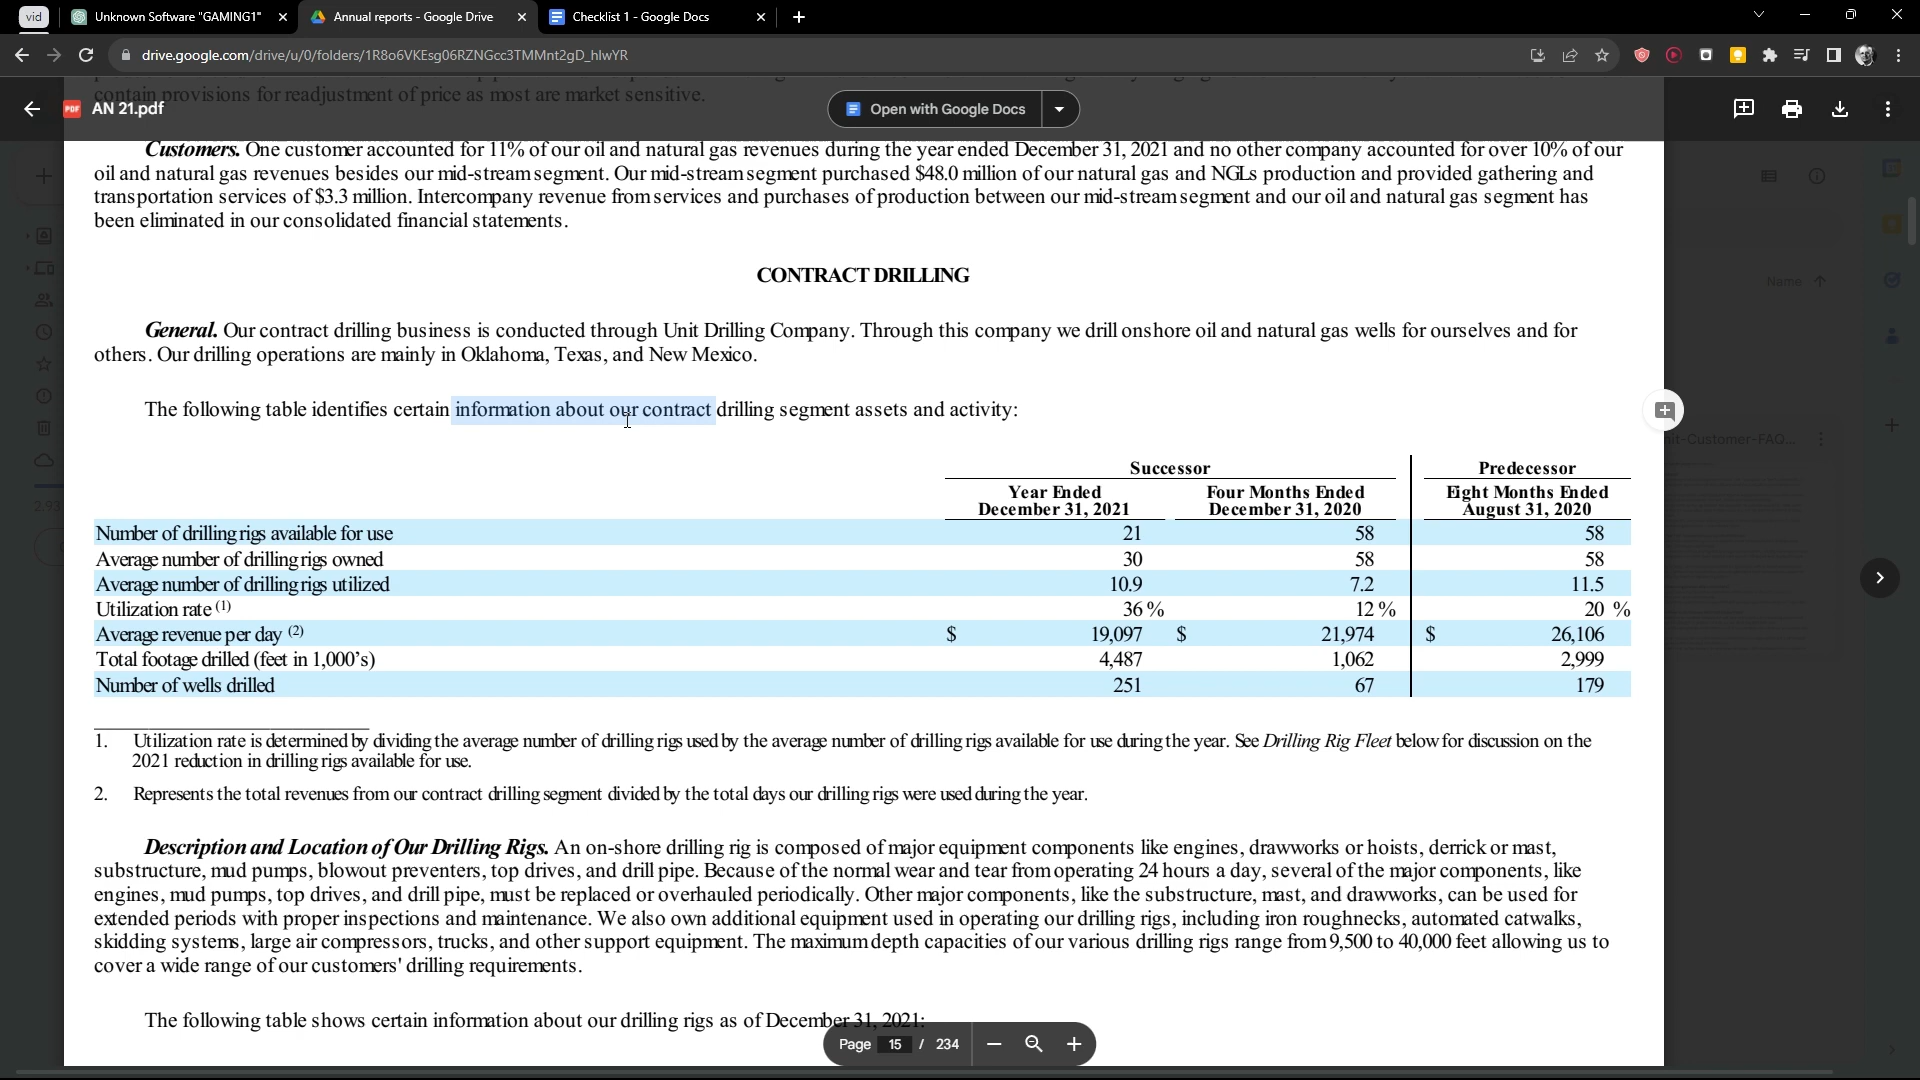 vid
Unknown Software "GAMING1"
Annual reports - Google Drive
Checklist 1 - Google Docs
drive.google.com/drive/u/0/folders/1R8o6VKEsg06RZNGcc3TMMnt2gD_hIwYR
contain provisions for readjustment of price as most are market sensitive.
PDF AN 21.pdf
Open with Google Docs
Customers. One customer accounted for 11% of our oil and natural gas revenues during the year ended December 31, 2021 and no other company accounted for over 10% of our
oil and natural gas revenues besides our mid-stream segment. Our mid-stream segment purchased $48.0 million of our natural gas and NGLs production and provided gathering and
transportation services of $3.3 million. Intercompany revenue from services and purchases of production between our mid-stream segment and our oil and natural gas segment has
been eliminated in our consolidated financial statements.
Name
CONTRACT DRILLING
General. Our contract drilling business is conducted through Unit Drilling Company. Through this company we drill onshore oil and natural gas wells for ourselves and for
others. Our drilling operations are mainly in Oklahoma, Texas, and New Mexico.
The following table identifies certain information about our contract drilling segment assets and activity:
nit-Customer-FAQ...
Successor Predecessor
Year Ended December 31, 2021 Four Months Ended December 31, 2020 Eight Months Ended August 31, 2020
2.93
Number of drilling rigs available for use 21 58 58
Average number of drilling rigs owned 30 58 58
Average number of drilling rigs utilized 10.9 7.2 11.5
Utilization rate (1) 36 % 12 % 20 %
Average revenue per day (2) $ 19,097 $ 21,974 $ 26,106
Total footage drilled (feet in 1,000’s) 4,487 1,062 2,999
Number of wells drilled 251 67 179
1. Utilization rate is determined by dividing the average number of drilling rigs used by the average number of drilling rigs available for use during the year. See Drilling Rig Fleet below for discussion on the
2021 reduction in drilling rigs available for use.
2. Represents the total revenues from our contract drilling segment divided by the total days our drilling rigs were used during the year.
Description and Location of Our Drilling Rigs. An on-shore drilling rig is composed of major equipment components like engines, drawworks or hoists, derrick or mast,
substructure, mud pumps, blowout preventers, top drives, and drill pipe. Because of the normal wear and tear from operating 24 hours a day, several of the major components, like
engines, mud pumps, top drives, and drill pipe, must be replaced or overhauled periodically. Other major components, like the substructure, mast, and drawworks, can be used for
extended periods with proper inspections and maintenance. We also own additional equipment used in operating our drilling rigs, including iron roughnecks, automated catwalks,
skidding systems, large air compressors, trucks, and other support equipment. The maximum depth capacities of our various drilling rigs range from 9,500 to 40,000 feet allowing us to
cover a wide range of our customers' drilling requirements.
The following table shows certain information about our drilling rigs as of December 31, 2021:
Page 15 / 234